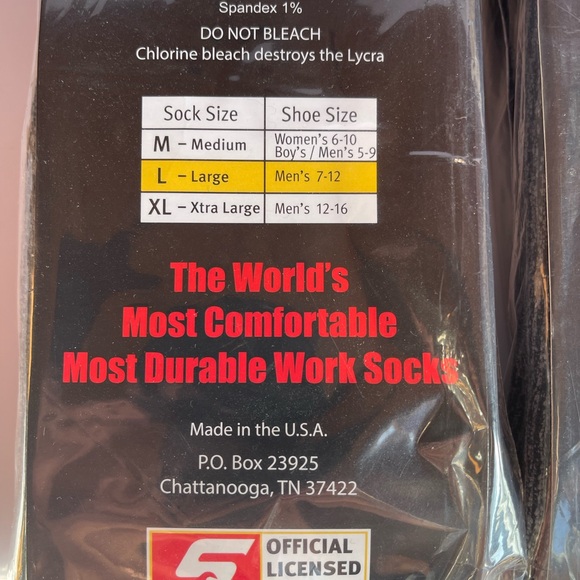 Spandex 1%
DO NOT BLEACH
Chlorine bleach destroys the Lycra
Sock Size Shoe Size
M – Medium Women's 6-10
Boy's / Men's 5-9
L – Large Men's 7-12
XL – Xtra Large Men's 12-16
The World's
Most Comfortable
Most Durable Work Socks
Made in the U.S.A.
P.O. Box 23925
Chattanooga, TN 37422
OFFICIAL
LICENSED